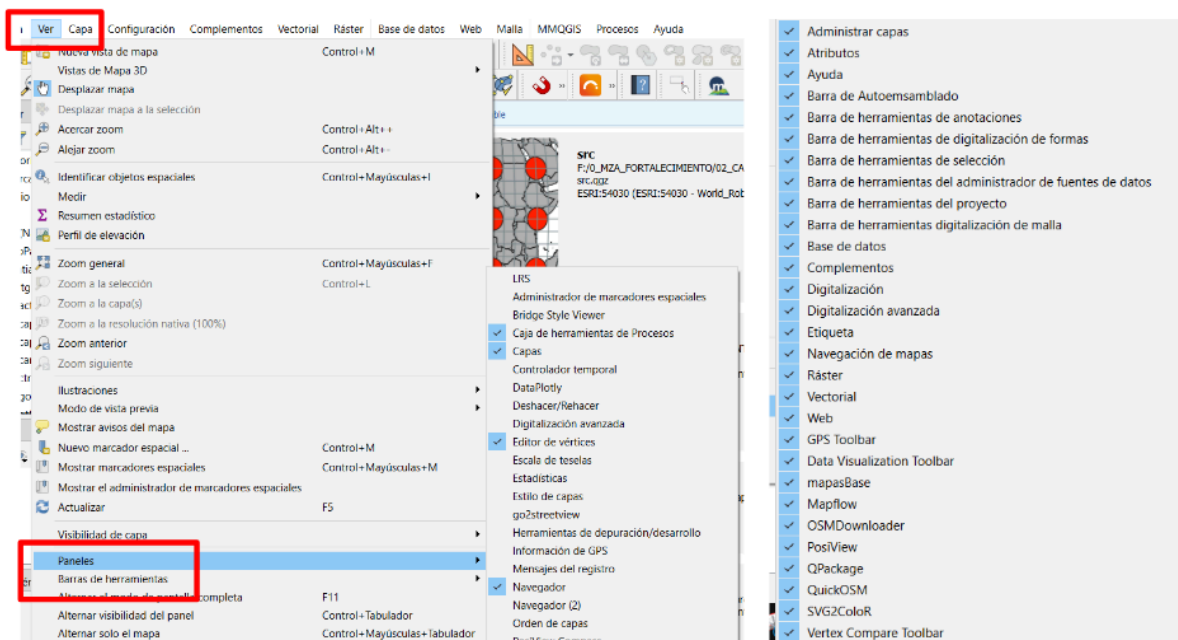 Ver Capa Configuración Complementos Vectorial Ráster Base de datos Web Malla MMQGIS Procesos Ayuda
Nueva vista de mapa Control+M
Vistas de Mapa 3D
Desplazar mapa
Desplazar mapa a la selección
Acercar zoom Control+Alt++
Alejar zoom Control+Alt+-
Identificar objetos espaciales Control+Mayúsculas+I
Medir
Resumen estadístico
Perfil de elevación
Zoom general Control+Mayúsculas+F
Zoom a la selección Control+L
Zoom a la capa(s)
Zoom a la resolución nativa (100%)
Zoom anterior
Zoom siguiente
Ilustraciones
Modo de vista previa
Mostrar avisos del mapa
Nuevo marcador espacial ... Control+M
Mostrar marcadores espaciales Control+Mayúsculas+M
Mostrar el administrador de marcadores espaciales
Actualizar F5
Visibilidad de capa
Paneles
Barras de herramientas
Alternar el modo de pantalla completa F11
Alternar visibilidad del panel Control+Tabulador
Alternar solo el mapa Control+Mayúsculas+Tabulador
src
F:/0_MZA_FORTALECIMIENTO/02_CA
src.qgz
ESRI:54030 (ESRI:54030 - World_Rob
LRS
Administrador de marcadores espaciales
Bridge Style Viewer
Caja de herramientas de Procesos
Capas
Controlador temporal
DataPlotly
Deshacer/Rehacer
Digitalización avanzada
Editor de vértices
Escala de teselas
Estadísticas
Estilo de capas
go2streetview
Herramientas de depuración/desarrollo
Información de GPS
Mensajes del registro
Navegador
Navegador (2)
Orden de capas
PosiView Compass
Administrar capas
Atributos
Ayuda
Barra de Autoemsamblado
Barra de herramientas de anotaciones
Barra de herramientas de digitalización de formas
Barra de herramientas de selección
Barra de herramientas del administrador de fuentes de datos
Barra de herramientas del proyecto
Barra de herramientas digitalización de malla
Base de datos
Complementos
Digitalización
Digitalización avanzada
Etiqueta
Navegación de mapas
Ráster
Vectorial
Web
GPS Toolbar
Data Visualization Toolbar
mapasBase
Mapflow
OSMDownloader
PosiView
QPackage
QuickOSM
SVG2ColoR
Vertex Compare Toolbar